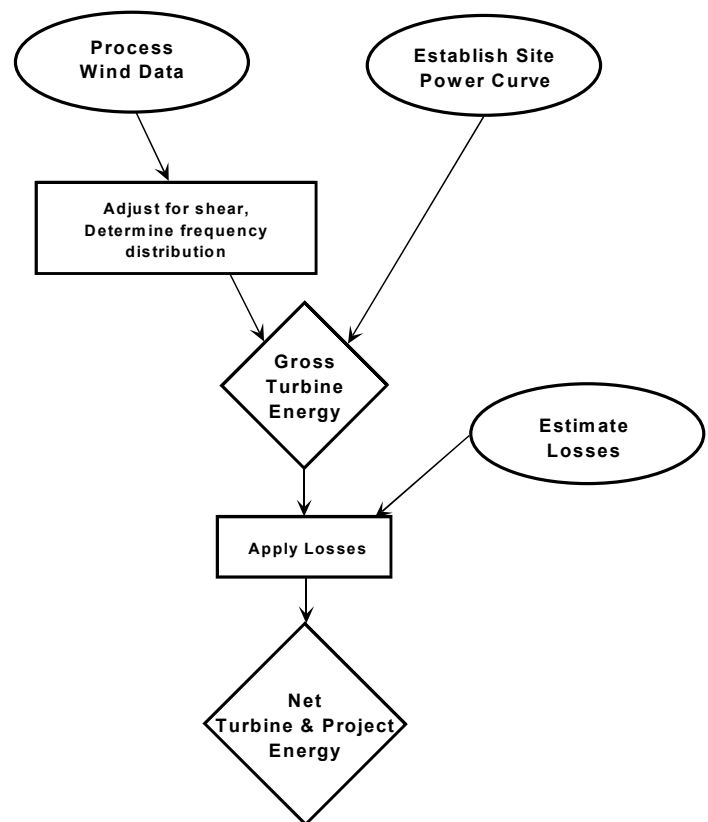 Process
Wind Data
Establish Site
Power Curve
Adjust for shear,
Determine frequency
distribution
Gross
Turbine
Energy
Estimate
Losses
Apply Losses
Net
Turbine & Project
Energy